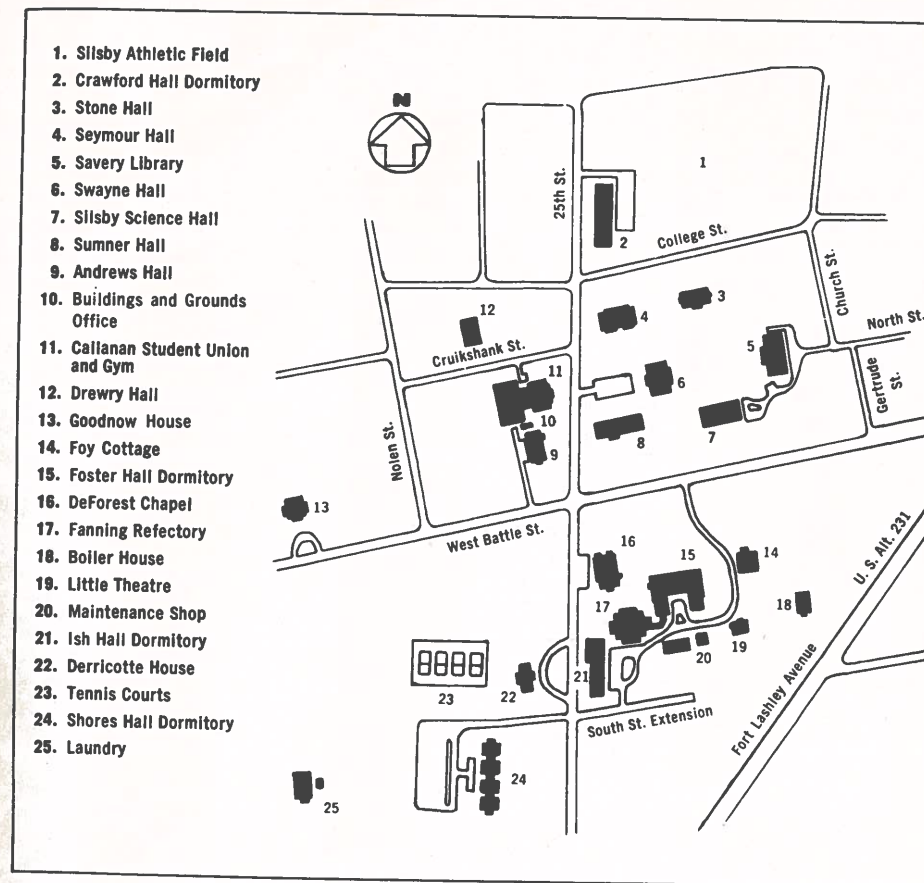 1. Silsby Athletic Field
2. Crawford Hall Dormitory
3. Stone Hall
4. Seymour Hall
5. Savery Library
6. Swayne Hall
7. Silsby Science Hall
8. Sumner Hall
9. Andrews Hall
10. Buildings and Grounds
Office
11. Callanan Student Union
and Gym
12. Drewry Hall
13. Goodnow House
14. Foy Cottage
15. Foster Hall Dormitory
16. DeForest Chapel
17. Fanning Refectory
18. Boiler House
19. Little Theatre
20. Maintenance Shop
21. Ish Hall Dormitory
22. Derricotte House
23. Tennis Courts
24. Shores Hall Dormitory
25. Laundry
N
1
25th St.
2
College St.
Church St.
3
12
4
North St.
Cruikshank St.
5
11
6
Gertrude
St.
10
7
8
9
Nolen St.
13
West Battle St.
16
15
14
U. S. Alt. 231
17
18
19
20
21
22
23
Fort Lashley Avenue
South St. Extension
24
25